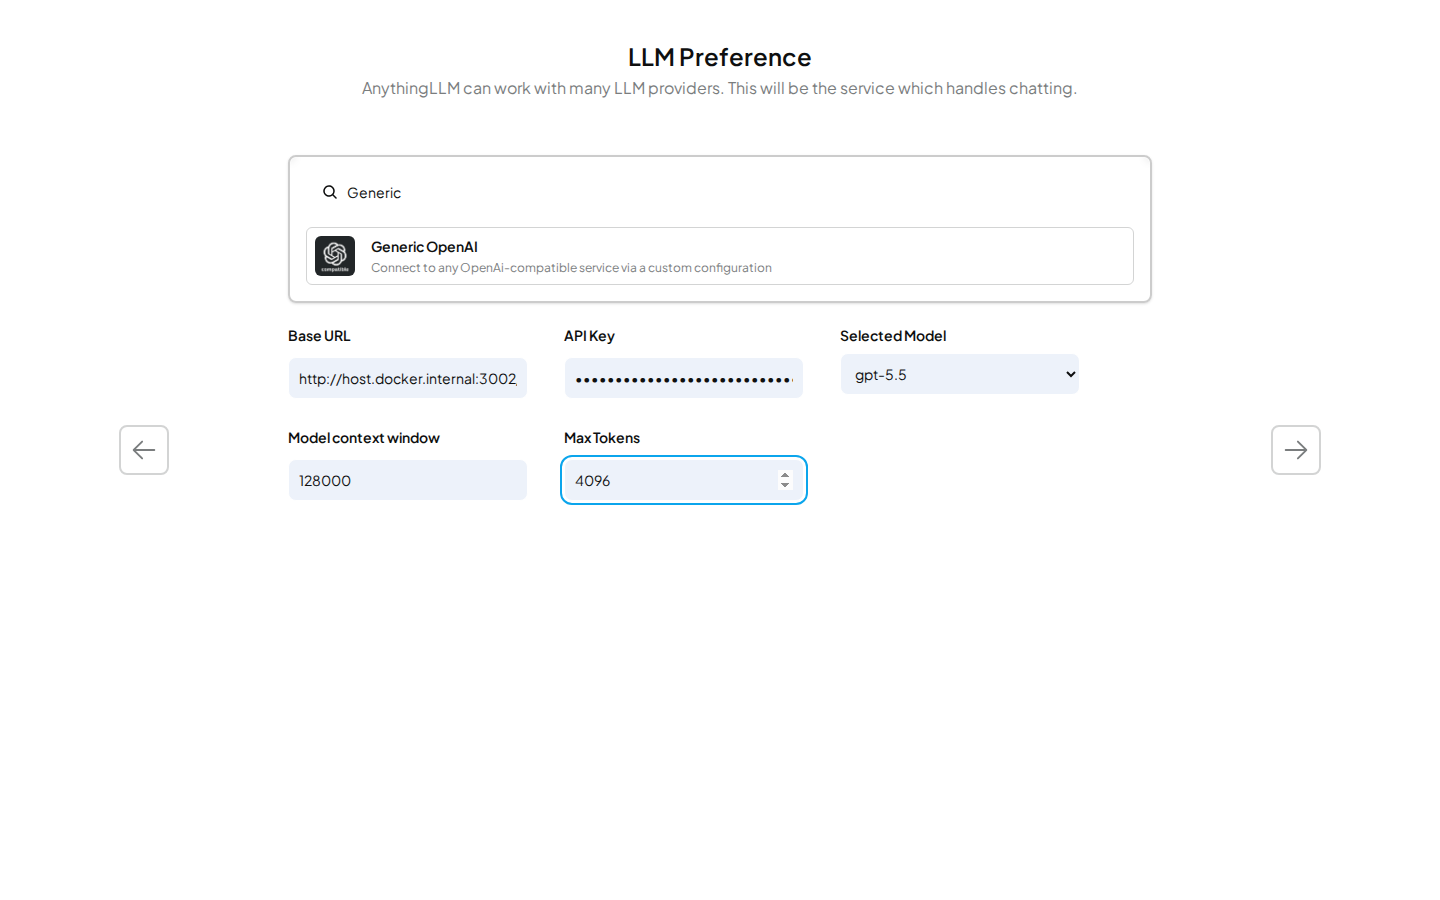 LLM Preference
AnythingLLM can work with many LLM providers. This will be the service which handles chatting.
Generic
Generic OpenAI
compatible
Connect to any OpenAi-compatible service via a custom configuration
Base URL
API Key
Selected Model
http://host.docker.internal:3002
••••••••••••••••••••••••••••
gpt-5.5
Model context window
Max Tokens
128000
4096